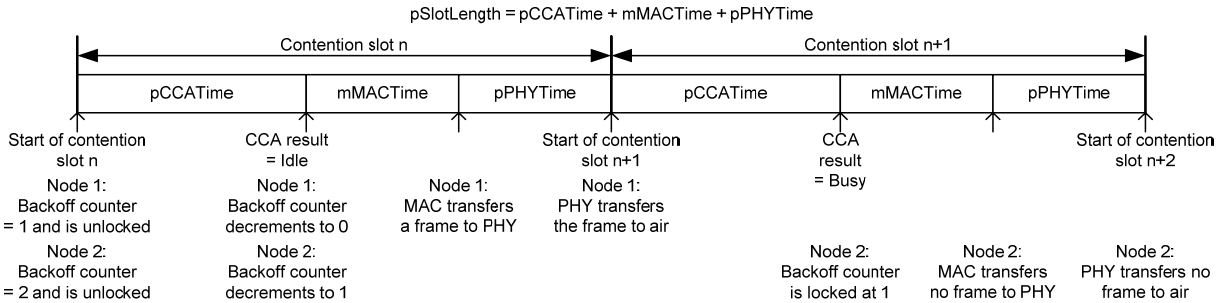 pSlotLength = pCCATime + mMACTime + pPHYTime
Contention slot n
Contention slot n+1
pCCATime
mMACTime
pPHYTime
pCCATime
mMACTime
pPHYTime
Start of contention
slot n
CCA result
= Idle
Start of contention
slot n+1
CCA
result
= Busy
Start of contention
slot n+2
Node 1:
Backoff counter
= 1 and is unlocked
Node 1:
Backoff counter
decrements to 0
Node 1:
MAC transfers
a frame to PHY
Node 1:
PHY transfers
the frame to air
Node 2:
Backoff counter
= 2 and is unlocked
Node 2:
Backoff counter
decrements to 1
Node 2:
Backoff counter
is locked at 1
Node 2:
MAC transfers
no frame to PHY
Node 2:
PHY transfers no
frame to air